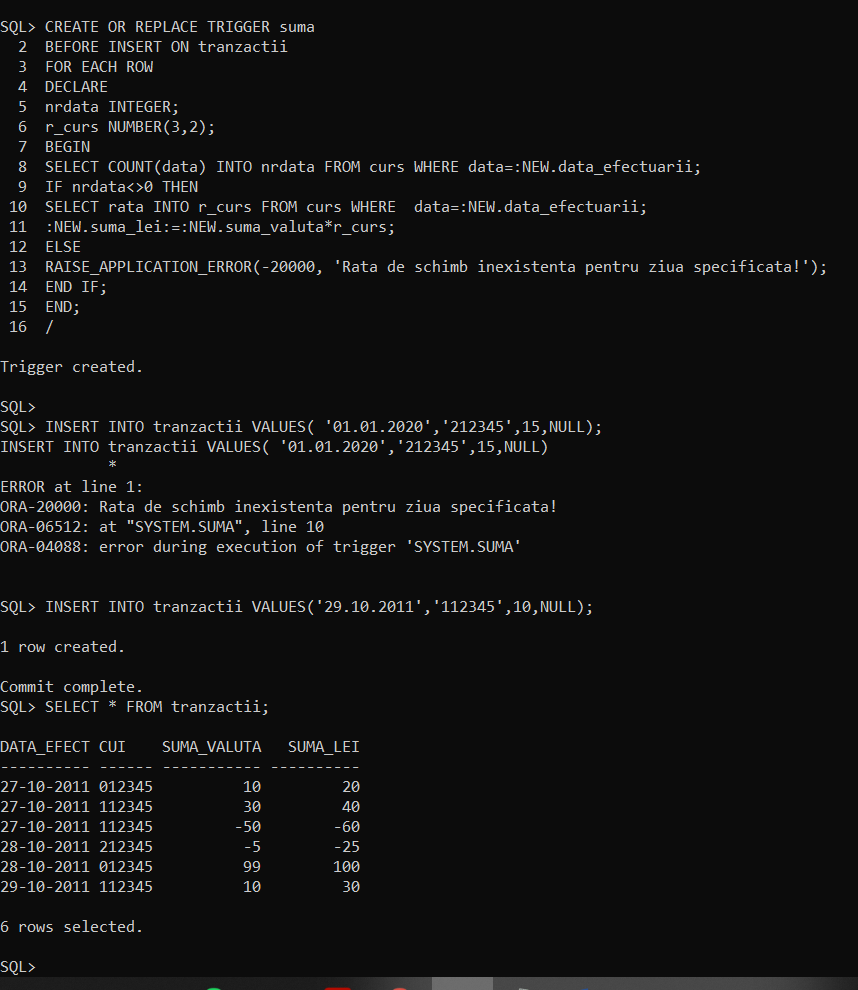 SQL> CREATE OR REPLACE TRIGGER suma
  2  BEFORE INSERT ON tranzactii
  3  FOR EACH ROW
  4  DECLARE
  5  nrdata INTEGER;
  6  r_curs NUMBER(3,2);
  7  BEGIN
  8  SELECT COUNT(data) INTO nrdata FROM curs WHERE data=:NEW.data_efectuarii;
  9  IF nrdata<>0 THEN
 10  SELECT rata INTO r_curs FROM curs WHERE  data=:NEW.data_efectuarii;
 11  :NEW.suma_lei:=:NEW.suma_valuta*r_curs;
 12  ELSE
 13  RAISE_APPLICATION_ERROR(-20000, 'Rata de schimb inexistenta pentru ziua specificata!');
 14  END IF;
 15  END;
 16  /
Trigger created.
SQL>
SQL> INSERT INTO tranzactii VALUES( '01.01.2020','212345',15,NULL);
INSERT INTO tranzactii VALUES( '01.01.2020','212345',15,NULL)
            *
ERROR at line 1:
ORA-20000: Rata de schimb inexistenta pentru ziua specificata!
ORA-06512: at "SYSTEM.SUMA", line 10
ORA-04088: error during execution of trigger 'SYSTEM.SUMA'
SQL> INSERT INTO tranzactii VALUES('29.10.2011','112345',10,NULL);
1 row created.
Commit complete.
SQL> SELECT * FROM tranzactii;
DATA_EFECT CUI    SUMA_VALUTA   SUMA_LEI
---------- ------ ----------- ----------
27-10-2011 012345          10         20
27-10-2011 112345          30         40
27-10-2011 112345         -50        -60
28-10-2011 212345          -5        -25
28-10-2011 012345          99        100
29-10-2011 112345          10         30
6 rows selected.
SQL>